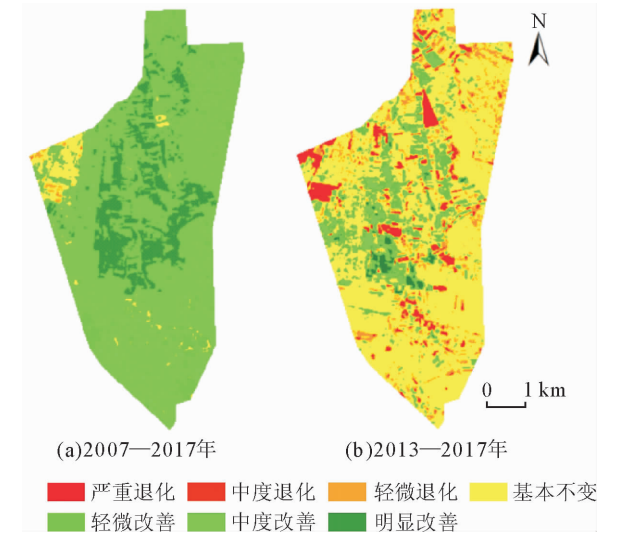 N
0 1 km
(a)2007—2017年 (b)2013—2017年
严重退化 中度退化 轻微退化 基本不变
轻微改善 中度改善 明显改善